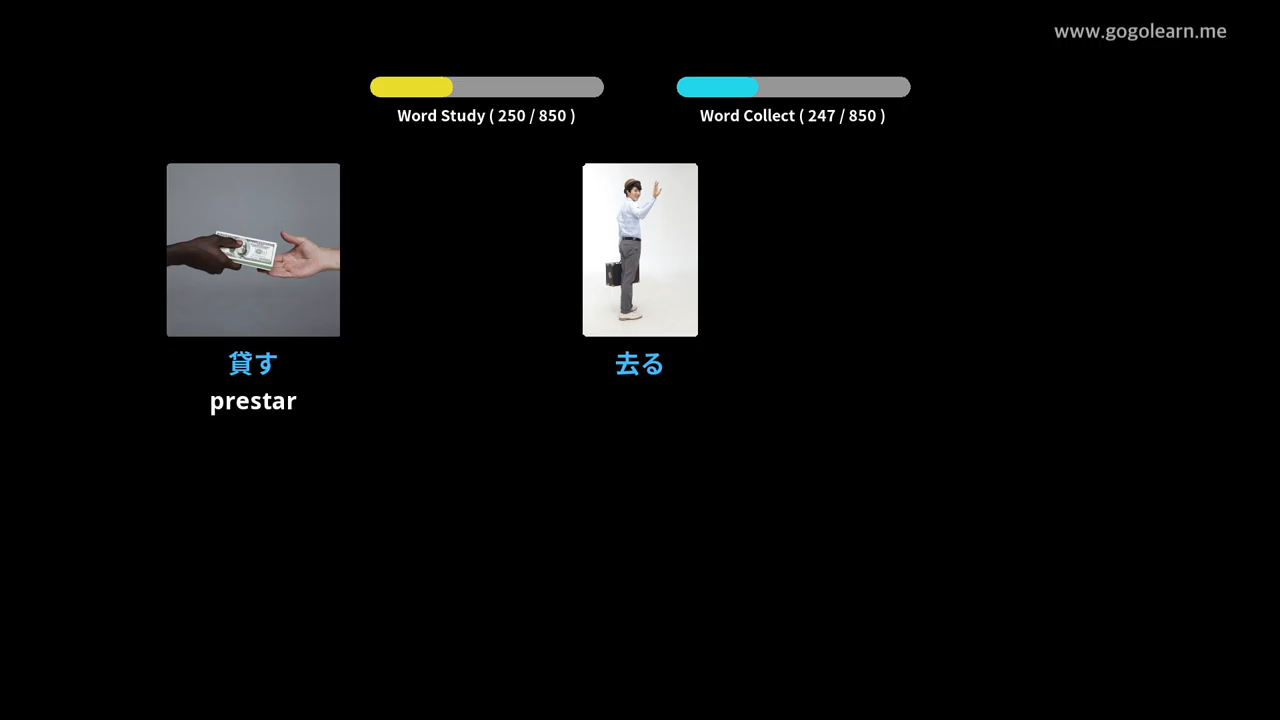 www.gogolearn.me
Word Study ( 250 / 850 )
Word Collect ( 247 / 850 )
貸す
prestar
去る